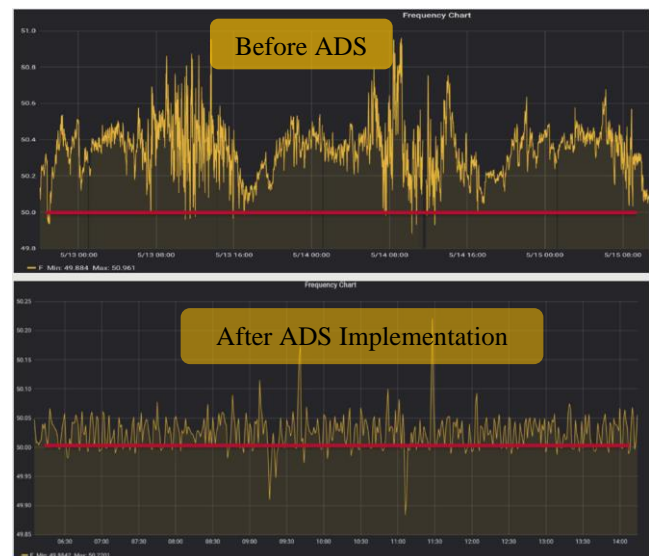 Frequency Chart
Before ADS
51.0
50.8
50.6
50.4
50.2
50.0
49.8
5/13 00:00 5/13 08:00 5/13 16:00 5/14 00:00 5/14 08:00 5/14 16:00 5/15 00:00 5/15 08:00
F Min: 49.884 Max: 50.961
Frequency Chart
After ADS Implementation
50.25
50.20
50.15
50.10
50.05
50.00
49.95
49.90
49.85
06:30 07:00 07:30 08:00 08:30 09:00 09:30 10:00 10:30 11:00 11:30 12:00 12:30 13:00 13:30 14:00
F Min: Max: